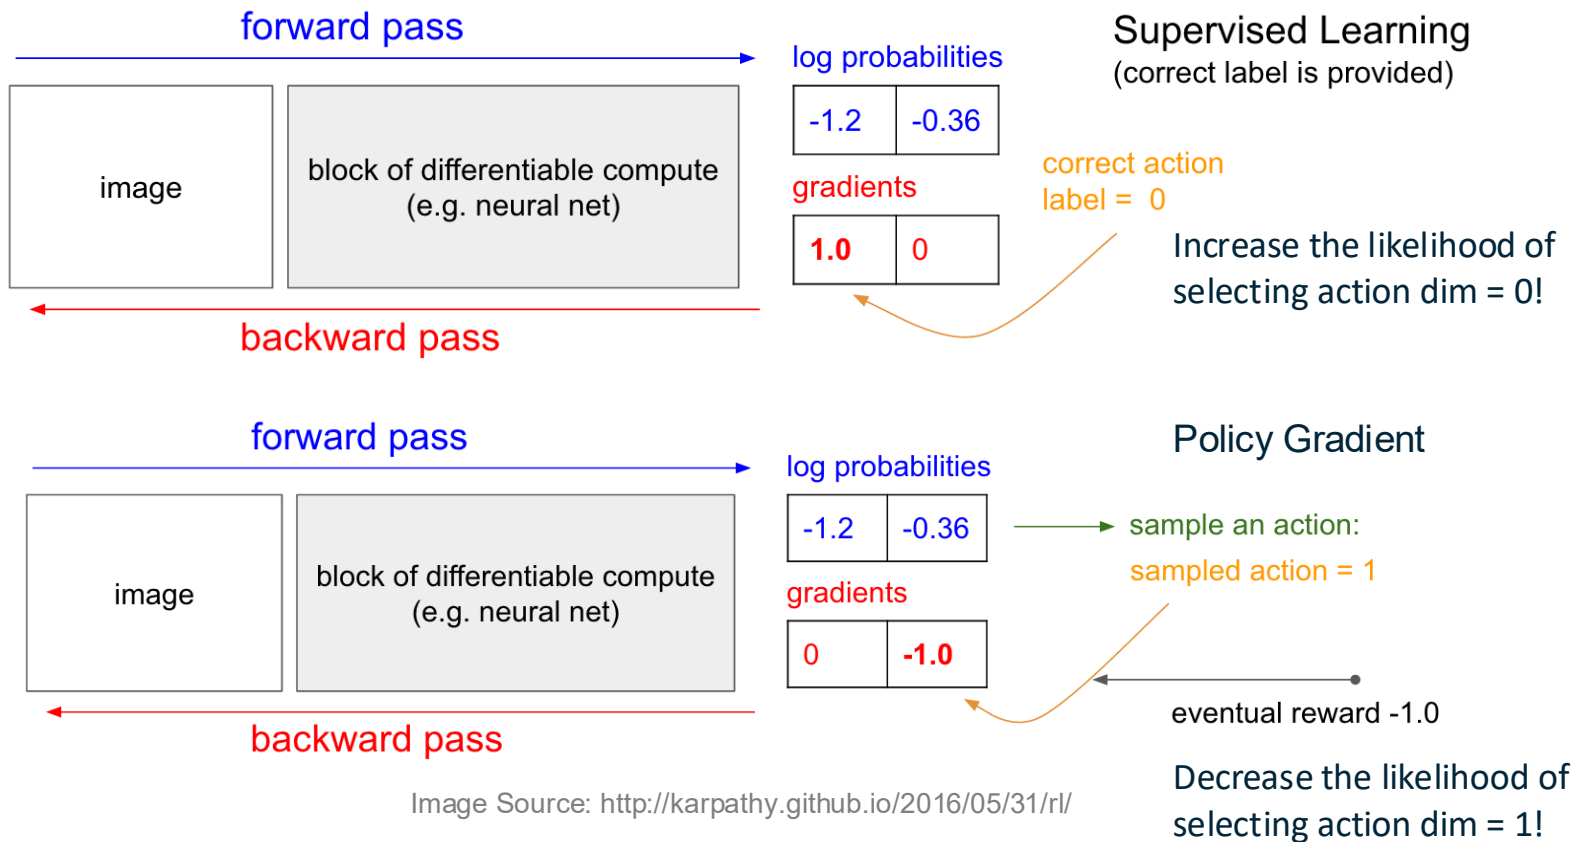 forward pass
Supervised Learning
(correct label is provided)
log probabilities
-1.2 -0.36
image
block of differentiable compute
(e.g. neural net)
gradients
1.0 0
correct action
label = 0
Increase the likelihood of
selecting action dim = 0!
backward pass
forward pass
Policy Gradient
log probabilities
-1.2 -0.36
sample an action:
sampled action = 1
image
block of differentiable compute
(e.g. neural net)
gradients
0 -1.0
eventual reward -1.0
backward pass
Decrease the likelihood of
selecting action dim = 1!
Image Source: http://karpathy.github.io/2016/05/31/rl/